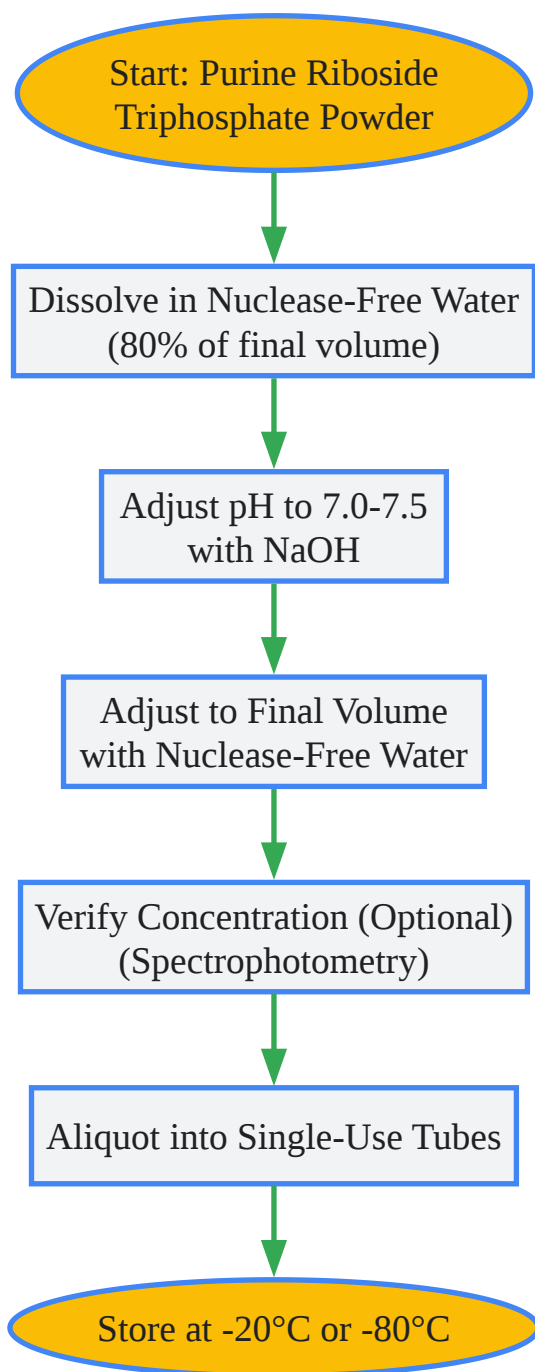 Start: Purine Riboside
Triphosphate Powder
Dissolve in Nuclease-Free Water
(80% of final volume)
Adjust pH to 7.0-7.5
with NaOH
Adjust to Final Volume
with Nuclease-Free Water
Verify Concentration (Optional)
(Spectrophotometry)
Aliquot into Single-Use Tubes
Store at -20°C or -80°C